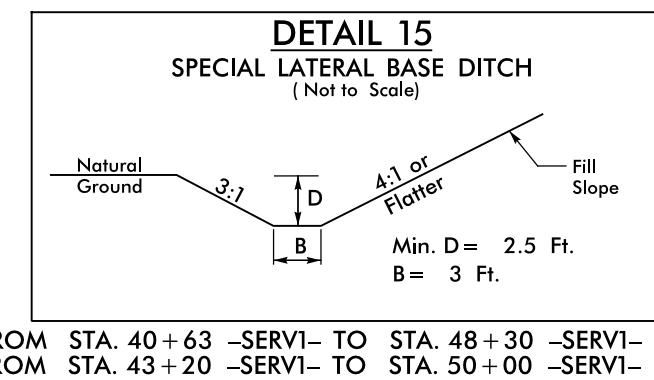 DETAIL 15
SPECIAL LATERAL BASE DITCH
( Not to Scale)
Natural
Ground
3:1
D
4:1 or
Flatter
Fill
Slope
B
Min. D = 2.5 Ft.
B = 3 Ft.
ROM STA. 40+63 –SERV1– TO STA. 48+30 –SERV1–
ROM STA. 43+20 –SERV1– TO STA. 50+00 –SERV1–